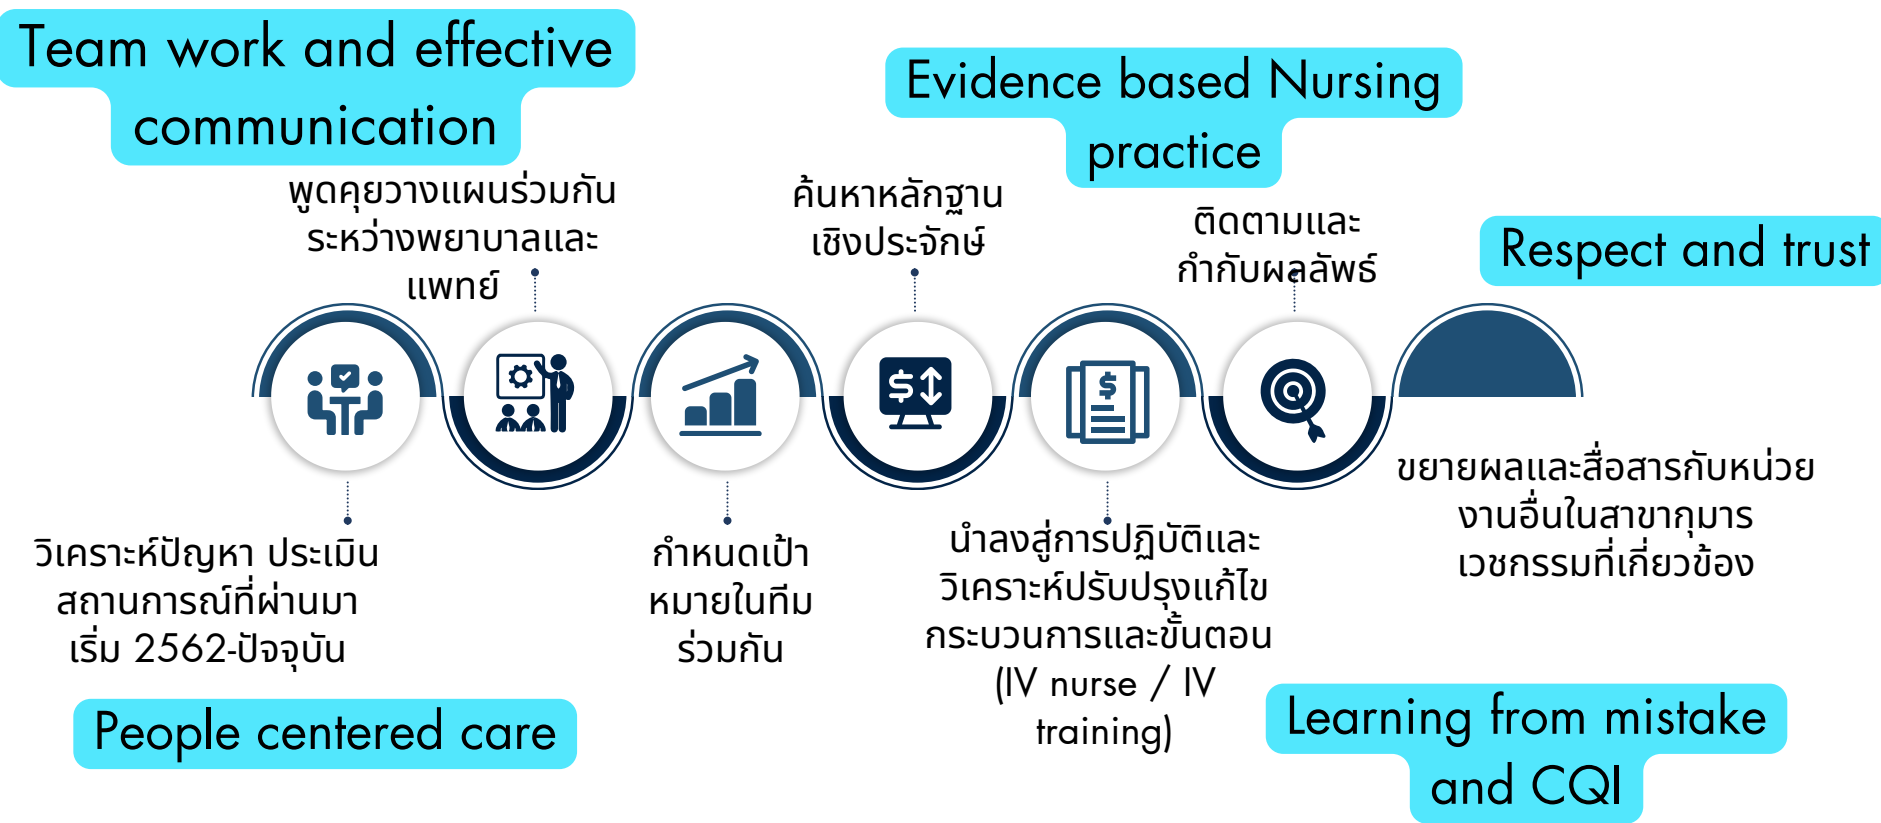 Team work and effective
communication
Evidence based Nursing
practice
พูดคุยวางแผนร่วมกัน
ระหว่างพยาบาลและ
แพทย์
ค้นหาหลักฐาน
เชิงประจักษ์
ติดตามและ
กำกับผลลัพธ์
Respect and trust
วิเคราะห์ปัญหา ประเมิน
สถานการณ์ที่ผ่านมา
เริ่ม 2562-ปัจจุบัน
กำหนดเป้า
หมายในทีม
ร่วมกัน
นำลงสู่การปฏิบัติและ
วิเคราะห์ปรับปรุงแก้ไข
กระบวนการและขั้นตอน
(IV nurse / IV
training)
ขยายผลและสื่อสารกับหน่วย
งานอื่นในสาขากุมาร
เวชกรรมที่เกี่ยวข้อง
People centered care
Learning from mistake
and CQI